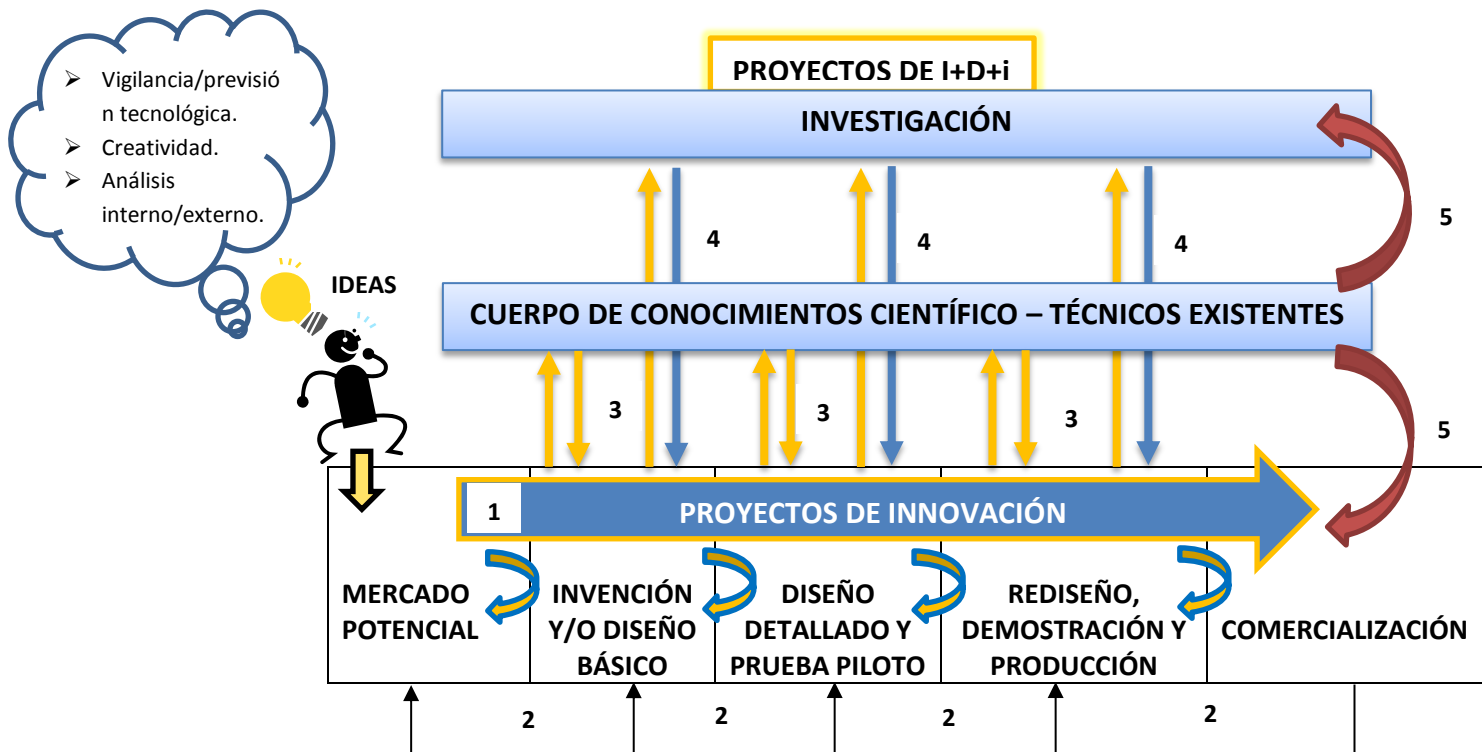 PROYECTOS DE I+D+i
INVESTIGACIÓN
➢ Vigilancia/previsió
n tecnológica.
➢ Creatividad.
➢ Análisis
interno/externo.
IDEAS
4
4
4
5
CUERPO DE CONOCIMIENTOS CIENTÍFICO – TÉCNICOS EXISTENTES
3
3
3
5
1
PROYECTOS DE INNOVACIÓN
MERCADO
POTENCIAL
INVENCIÓN
Y/O DISEÑO
BÁSICO
DISEÑO
DETALLADO Y
PRUEBA PILOTO
REDISEÑO,
DEMOSTRACIÓN Y
PRODUCCIÓN
COMERCIALIZACIÓN
2
2
2
2